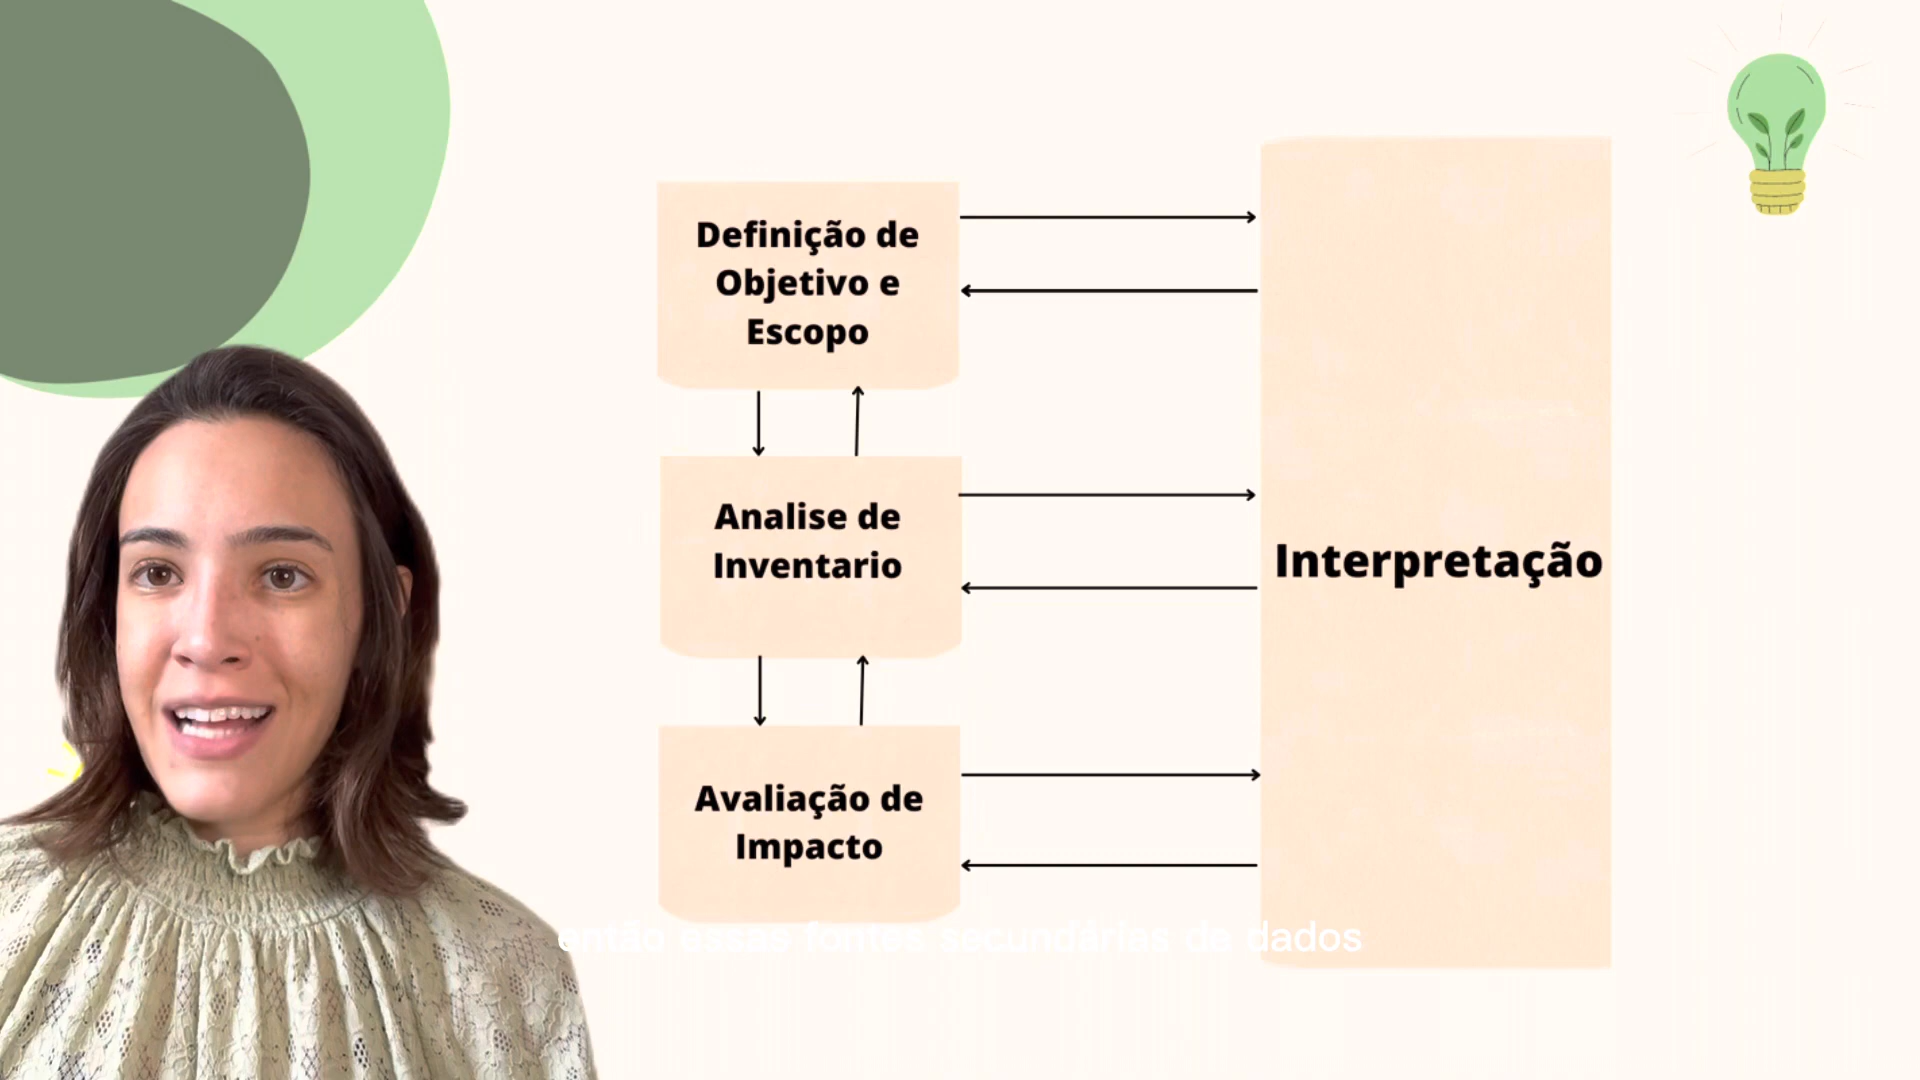 Definição de
Objetivo e
Escopo
Analise de
Inventario
Avaliação de
Impacto
Interpretação
então essas fontes secundárias de dados